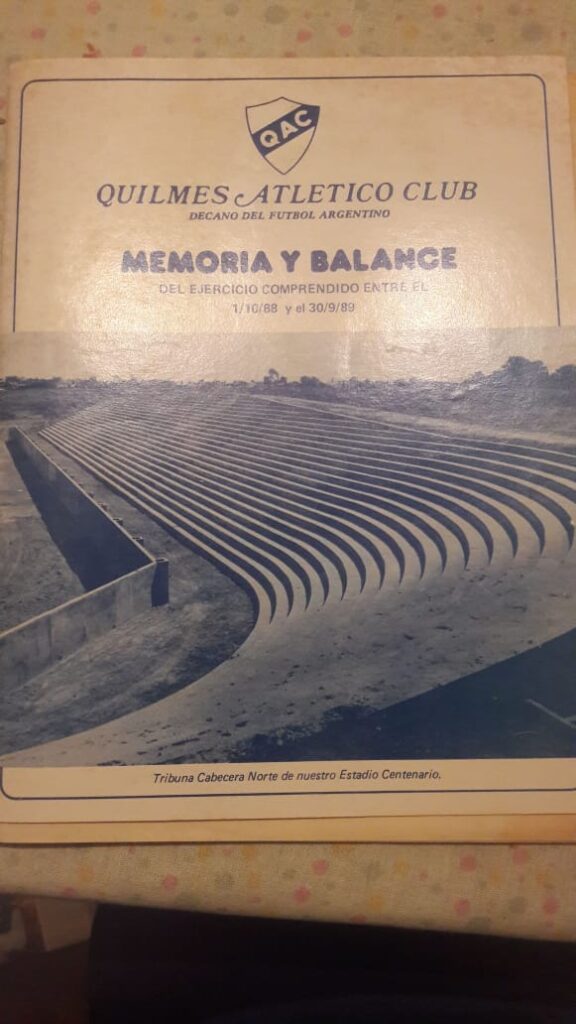 QAC
QUILMES ATLETICO CLUB
DECANO DEL FUTBOL ARGENTINO
MEMORIA Y BALANCE
DEL EJERCICIO COMPRENDIDO ENTRE EL
1/10/88 y el 30/9/89
Tribuna Cabecera Norte de nuestro Estadio Centenario.